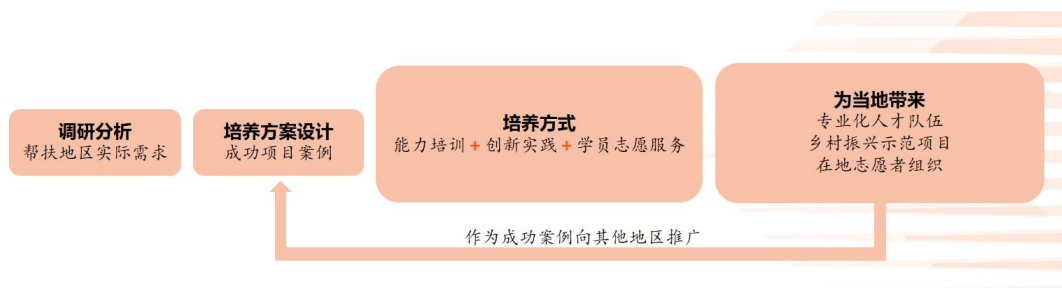 调研分析
帮扶地区实际需求
培养方案设计
成功项目案例
培养方式
能力培训+创新实践+学员志愿服务
为当地带来
专业化人才队伍
乡村振兴示范项目
在地志愿者组织
作为成功案例向其他地区推广